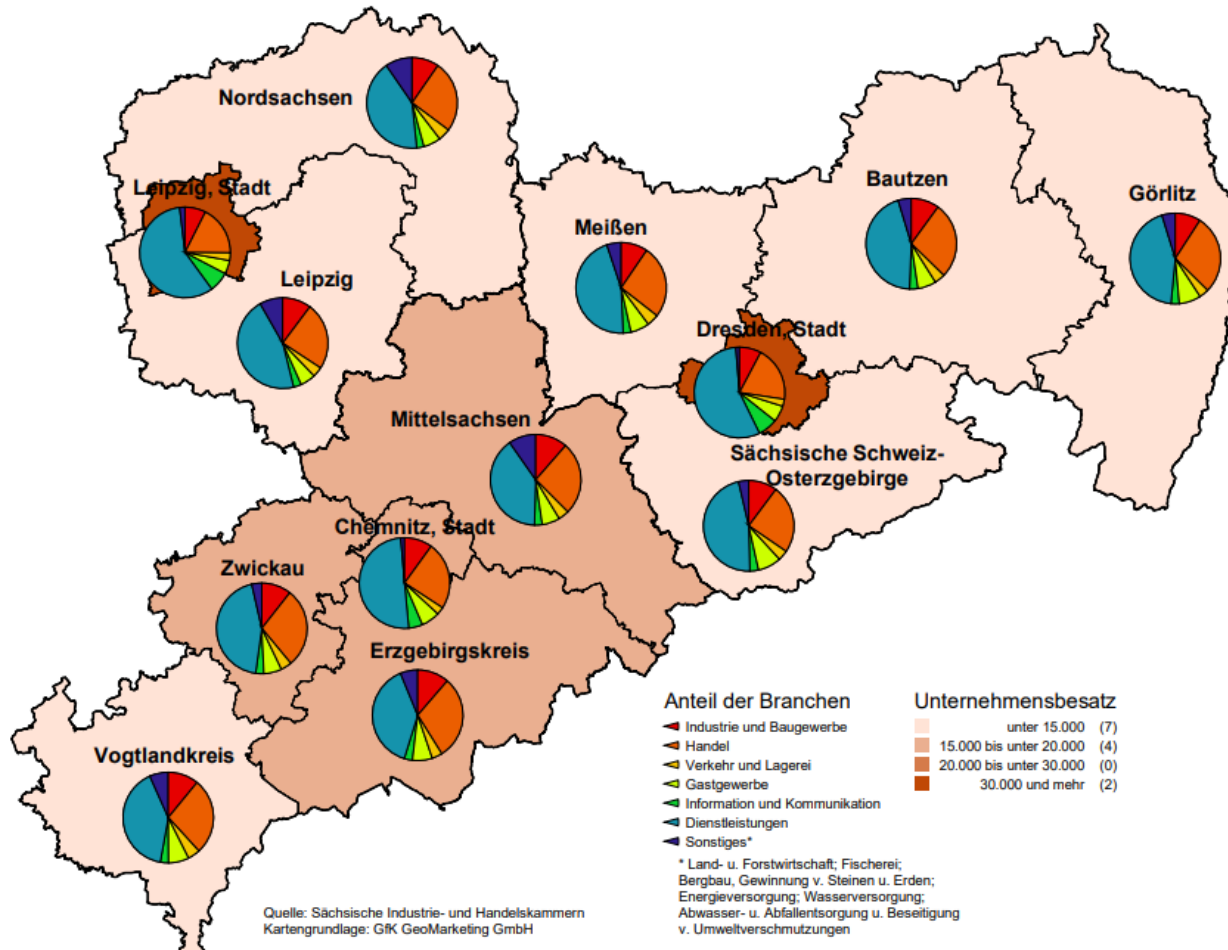 Nordsachsen
Leipzig, Stadt
Bautzen
Görlitz
Meißen
Leipzig
Dresden, Stadt
Mittelsachsen
Sächsische Schweiz-
Osterzgebirge
Chemnitz, Stadt
Zwickau
Erzgebirgskreis
Vogtlandkreis
Anteil der Branchen
Industrie und Baugewerbe
Handel
Verkehr und Lagerei
Gastgewerbe
Information und Kommunikation
Dienstleistungen
Sonstiges*
* Land- u. Forstwirtschaft; Fischerei;
Bergbau, Gewinnung v. Steinen u. Erden;
Energieversorgung; Wasserversorgung;
Abwasser- u. Abfallentsorgung u. Beseitigung
v. Umweltverschmutzungen
Unternehmensbesatz
unter 15.000 (7)
15.000 bis unter 20.000 (4)
20.000 bis unter 30.000 (0)
30.000 und mehr (2)
Quelle: Sächsische Industrie- und Handelskammern
Kartengrundlage: GfK GeoMarketing GmbH